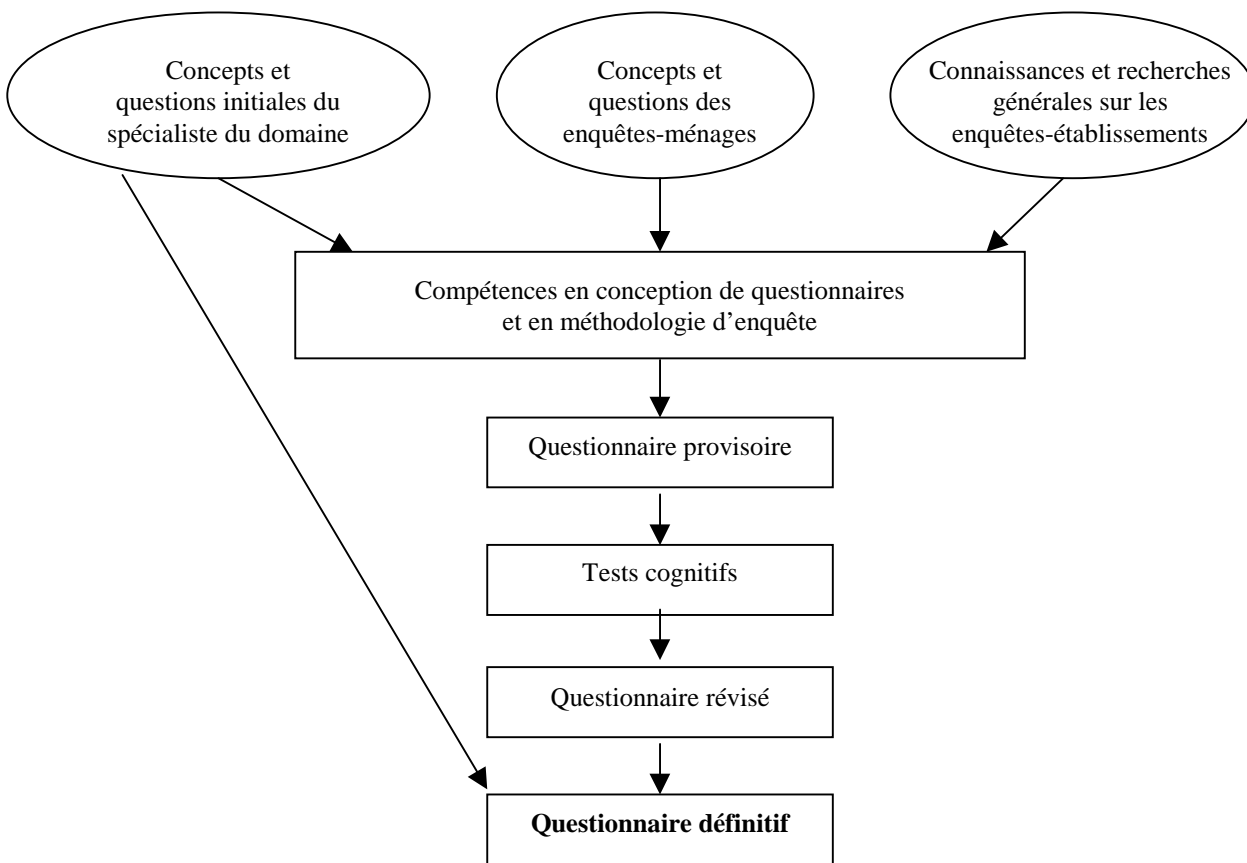 Concepts et
questions initiales du
spécialiste du domaine
Concepts et
questions des
enquêtes-ménages
Connaissances et recherches
générales sur les
enquêtes-établissements
Compétences en conception de questionnaires
et en méthodologie d’enquête
Questionnaire provisoire
Tests cognitifs
Questionnaire révisé
Questionnaire définitif